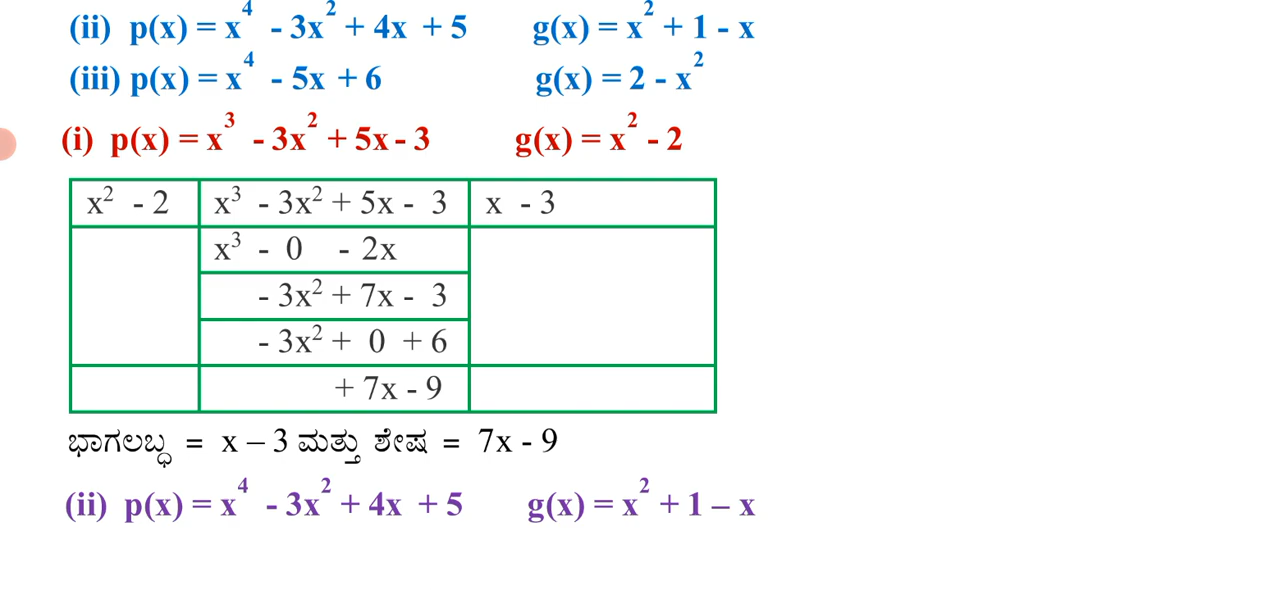 (ii) p(x) = x⁴ - 3x² + 4x + 5 g(x) = x² + 1 - x
(iii) p(x) = x⁴ - 5x + 6 g(x) = 2 - x²
(i) p(x) = x³ - 3x² + 5x - 3 g(x) = x² - 2
x² - 2 x³ - 3x² + 5x - 3 x - 3
x³ - 0 - 2x
- 3x² + 7x - 3
- 3x² + 0 + 6
+ 7x - 9
ಭಾಗಲಬ್ಧ = x – 3 ಮತ್ತು ಶೇಷ = 7x - 9
(ii) p(x) = x⁴ - 3x² + 4x + 5 g(x) = x² + 1 – x